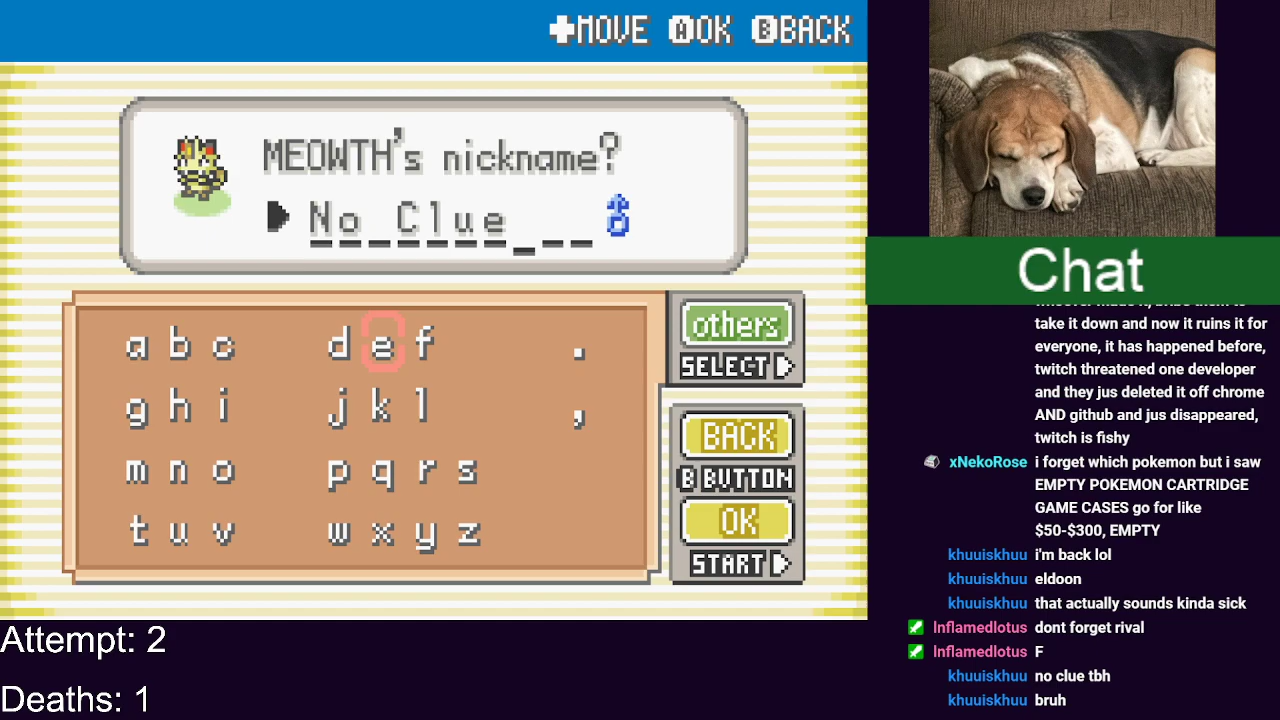 MOVE A OK B BACK
MEOWTH's nickname?
No Clue_ _ _
a b c d e f .
g h i j k l ,
m n o p q r s
t u v w x y z
others
SELECT
BACK
B BUTTON
OK
START
Attempt: 2
Deaths: 1
Chat
take it down and now it ruins it for
everyone, it has happened before,
twitch threatened one developer
and they jus deleted it off chrome
AND github and jus disappeared,
twitch is fishy
xNekoRose i forget which pokemon but i saw
EMPTY POKEMON CARTRIDGE
GAME CASES go for like
$50-$300, EMPTY
khuuiskhuu i'm back lol
khuuiskhuu eldoon
khuuiskhuu that actually sounds kinda sick
Inflamedlotus dont forget rival
Inflamedlotus F
khuuiskhuu no clue tbh
khuuiskhuu bruh